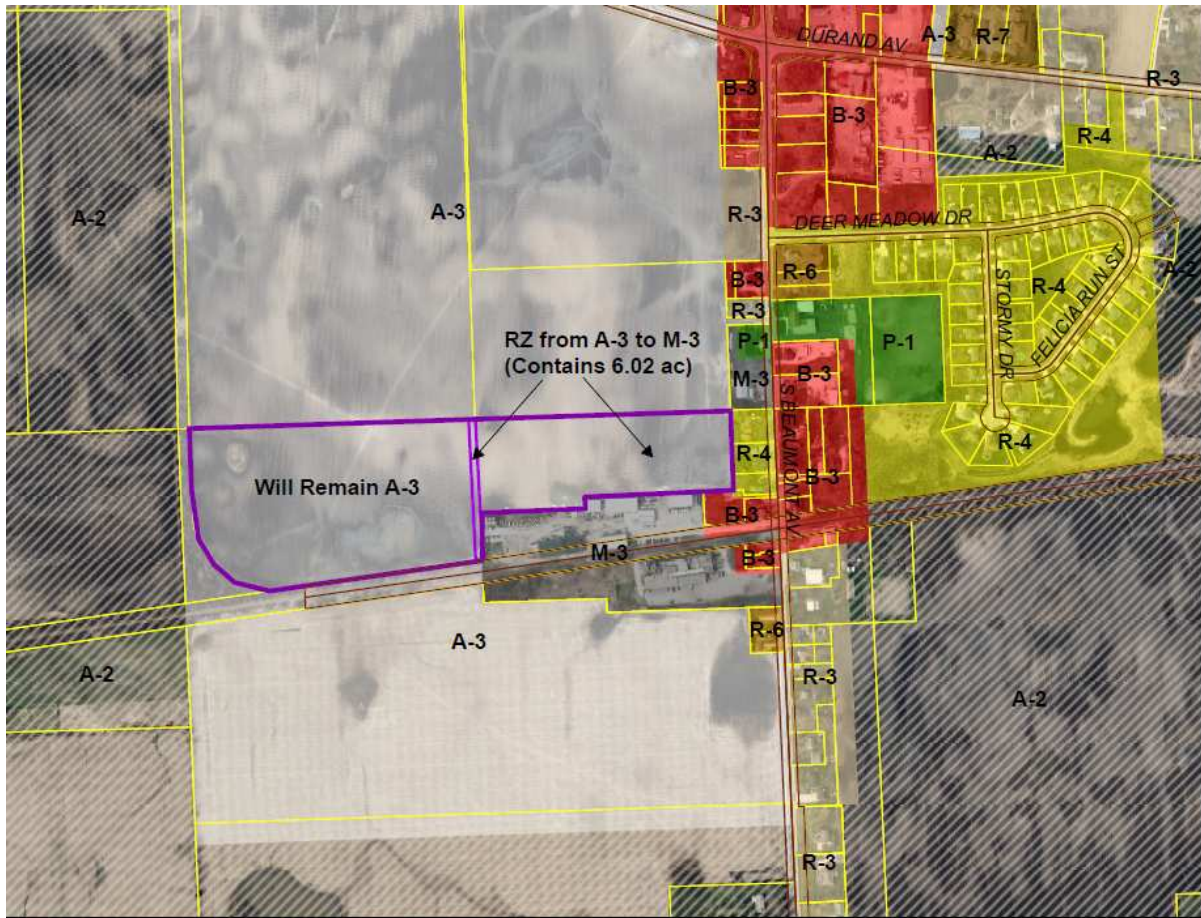 DURAND AV
A-3
R-7
R-3
B-3
B-3
R-4
A-2
A-2
A-3
R-3
DEER MEADOW DR
B-3
R-6
R-4
STORMY DR
FELICIA RUN ST
A-2
R-3
P-1
P-1
RZ from A-3 to M-3
(Contains 6.02 ac)
M-3
B-3
S BEAUMONT AV
R-4
R-4
B-3
Will Remain A-3
B-3
M-3
B-3
R-6
A-3
A-2
R-3
A-2
R-3